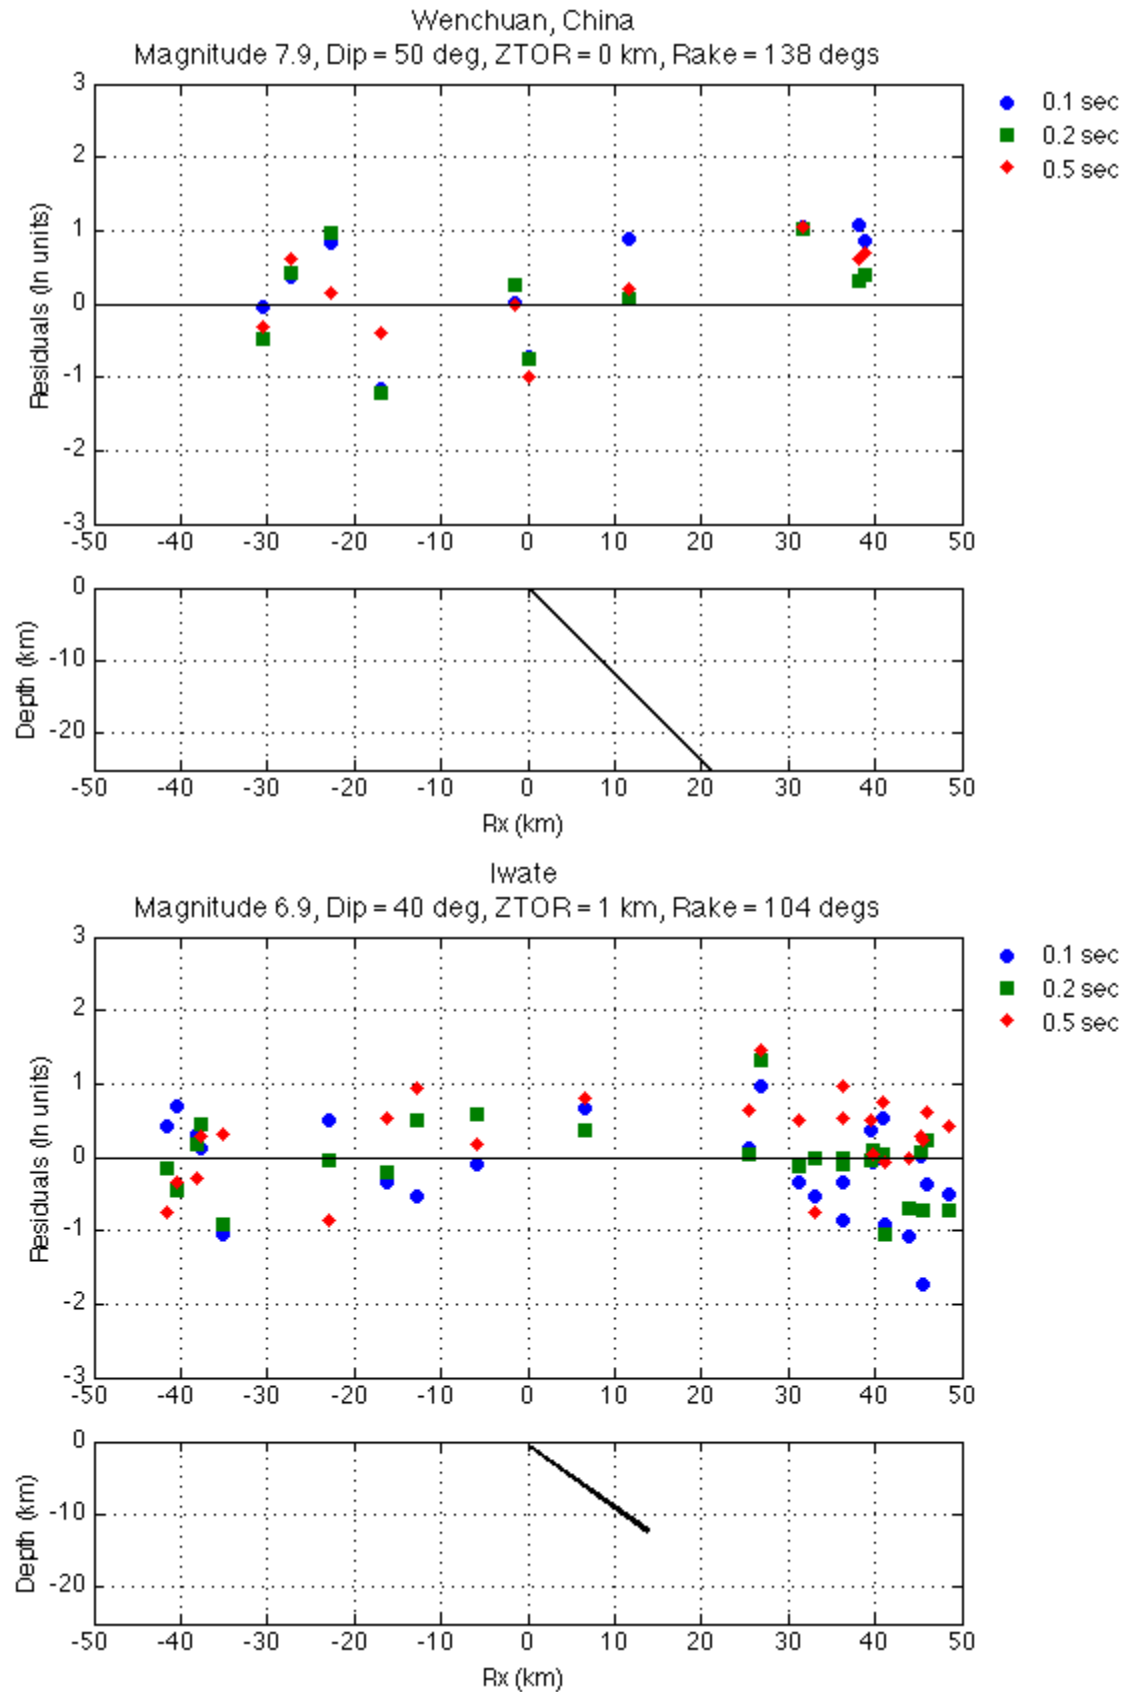 Wenchuan, China
Magnitude 7.9, Dip = 50 deg, ZTOR = 0 km, Rake = 138 degs
3
2
1
0
-1
-2
-3
Residuals (ln units)
-50 -40 -30 -20 -10 0 10 20 30 40 50
0.1 sec
0.2 sec
0.5 sec
0
-10
-20
Depth (km)
-50 -40 -30 -20 -10 0 10 20 30 40 50
Rx (km)
Iwate
Magnitude 6.9, Dip = 40 deg, ZTOR = 1 km, Rake = 104 degs
3
2
1
0
-1
-2
-3
Residuals (ln units)
-50 -40 -30 -20 -10 0 10 20 30 40 50
0.1 sec
0.2 sec
0.5 sec
0
-10
-20
Depth (km)
-50 -40 -30 -20 -10 0 10 20 30 40 50
Rx (km)